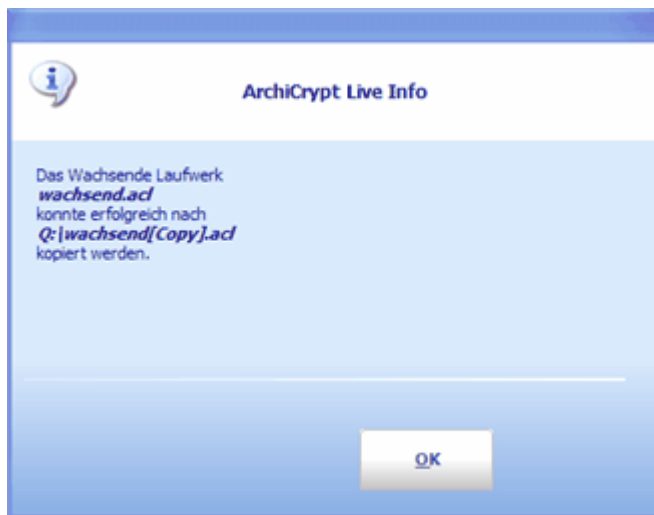 ArchiCrypt Live Info
Das Wachsende Laufwerk
wachsend.acl
konnte erfolgreich nach
Q:\wachsend[Copy].acl
kopiert werden.
OK